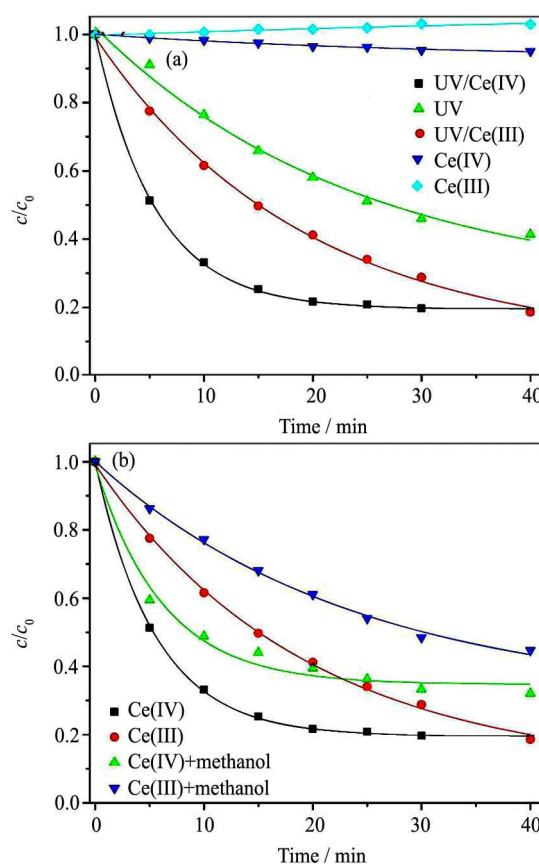 (a)
UV/Ce(IV)
UV
UV/Ce(III)
Ce(IV)
Ce(III)
c/c0
1.0
0.8
0.6
0.4
0.2
0.0
0 10 20 30 40
Time / min
(b)
c/c0
1.0
0.8
0.6
0.4
0.2
0.0
Ce(IV)
Ce(III)
Ce(IV)+methanol
Ce(III)+methanol
0 10 20 30 40
Time / min